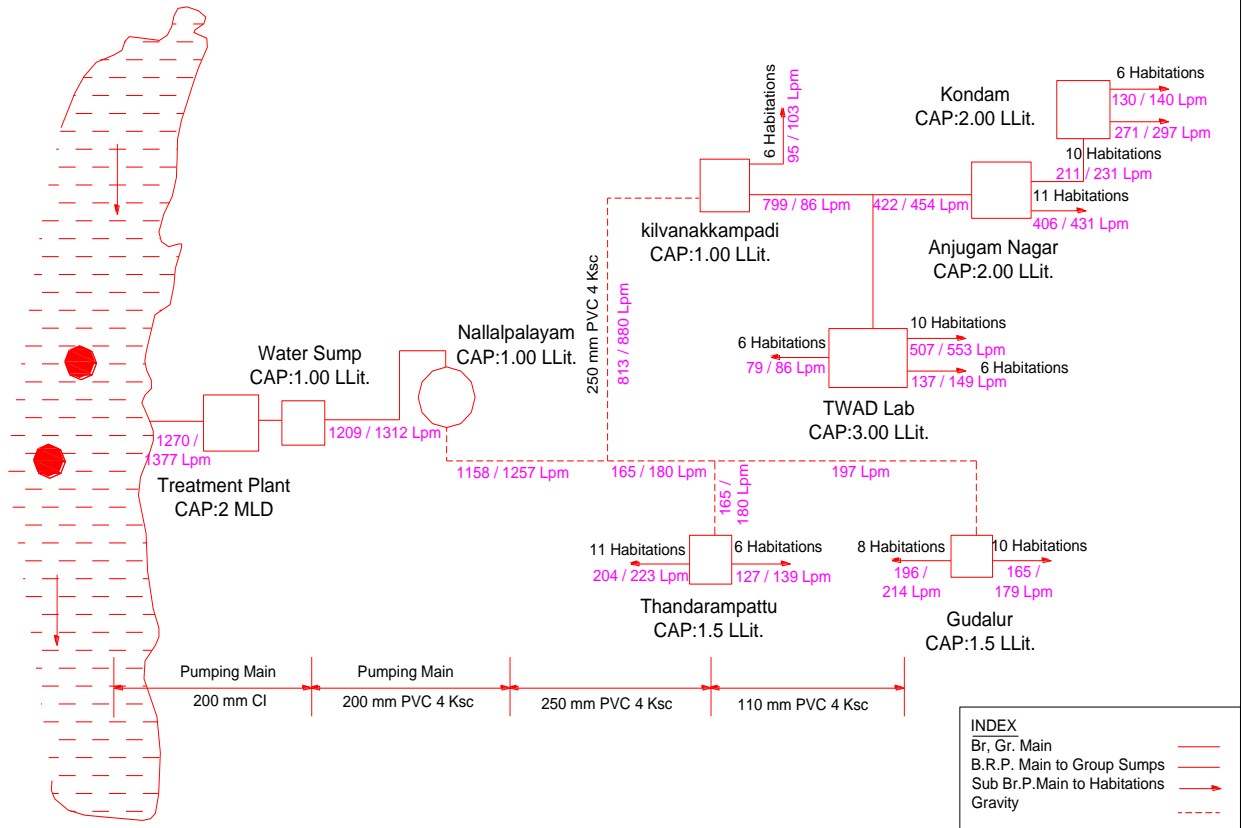 6 Habitations
95 / 103 Lpm
Kondam
CAP:2.00 LLit.
6 Habitations
130 / 140 Lpm
271 / 297 Lpm
10 Habitations
211 / 231 Lpm
11 Habitations
406 / 431 Lpm
799 / 86 Lpm
422 / 454 Lpm
kilvanakkampadi
CAP:1.00 LLit.
Anjugam Nagar
CAP:2.00 LLit.
250 mm PVC 4 Ksc
813 / 880 Lpm
Nallalpalayam
CAP:1.00 LLit.
Water Sump
CAP:1.00 LLit.
6 Habitations
79 / 86 Lpm
10 Habitations
507 / 553 Lpm
6 Habitations
137 / 149 Lpm
TWAD Lab
CAP:3.00 LLit.
1270 /
1377 Lpm
1209 / 1312 Lpm
Treatment Plant
CAP:2 MLD
1158 / 1257 Lpm
165 / 180 Lpm
197 Lpm
165 /
180 Lpm
11 Habitations
204 / 223 Lpm
6 Habitations
127 / 139 Lpm
Thandarampattu
CAP:1.5 LLit.
8 Habitations
196 /
214 Lpm
10 Habitations
165 /
179 Lpm
Gudalur
CAP:1.5 LLit.
Pumping Main
200 mm CI
Pumping Main
200 mm PVC 4 Ksc
250 mm PVC 4 Ksc
110 mm PVC 4 Ksc
INDEX
Br, Gr. Main
B.R.P. Main to Group Sumps
Sub Br.P.Main to Habitations
Gravity